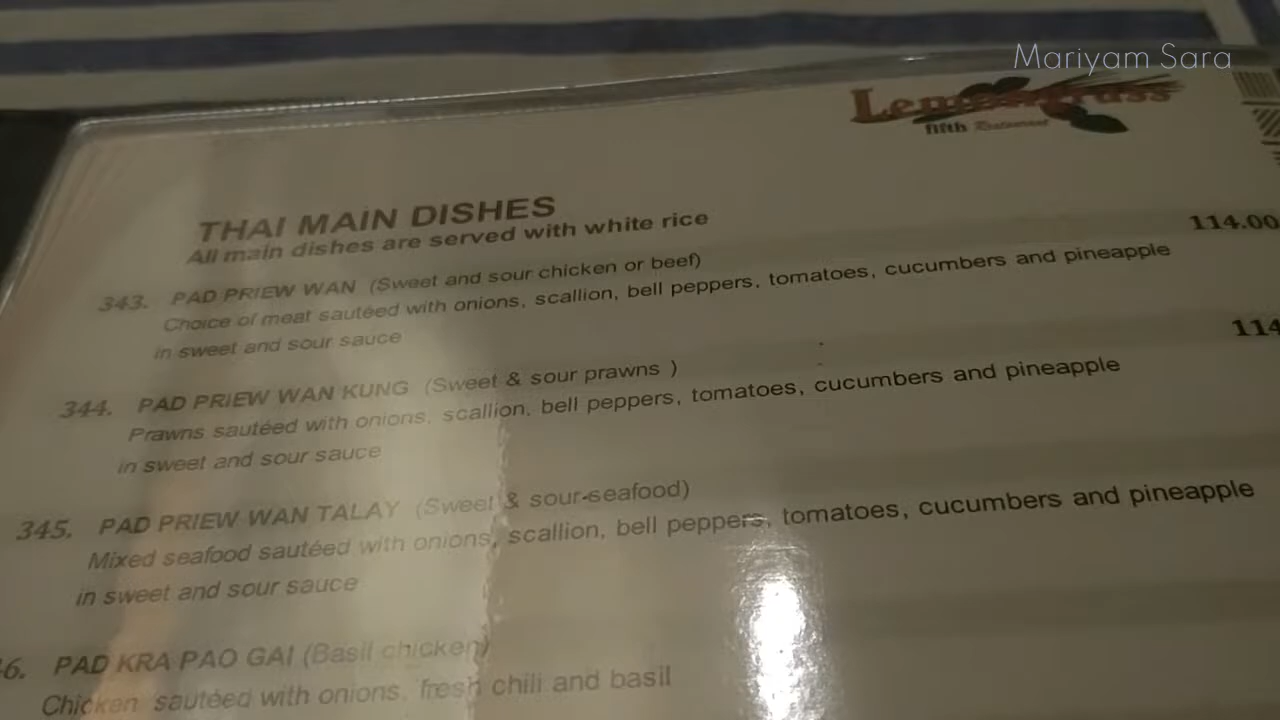 Mariyam Sara
Lemongrass
fifth Restaurant
THAI MAIN DISHES
All main dishes are served with white rice
114.00
343. PAD PRIEW WAN (Sweet and sour chicken or beef)
Choice of meat sautéed with onions, scallion, bell peppers, tomatoes, cucumbers and pineapple
in sweet and sour sauce
114
344. PAD PRIEW WAN KUNG (Sweet & sour prawns )
Prawns sautéed with onions, scallion, bell peppers, tomatoes, cucumbers and pineapple
in sweet and sour sauce
345. PAD PRIEW WAN TALAY (Sweet & sour seafood)
Mixed seafood sautéed with onions, scallion, bell peppers, tomatoes, cucumbers and pineapple
in sweet and sour sauce
6. PAD KRA PAO GAI (Basil chicken)
Chicken sautéed with onions, fresh chili and basil